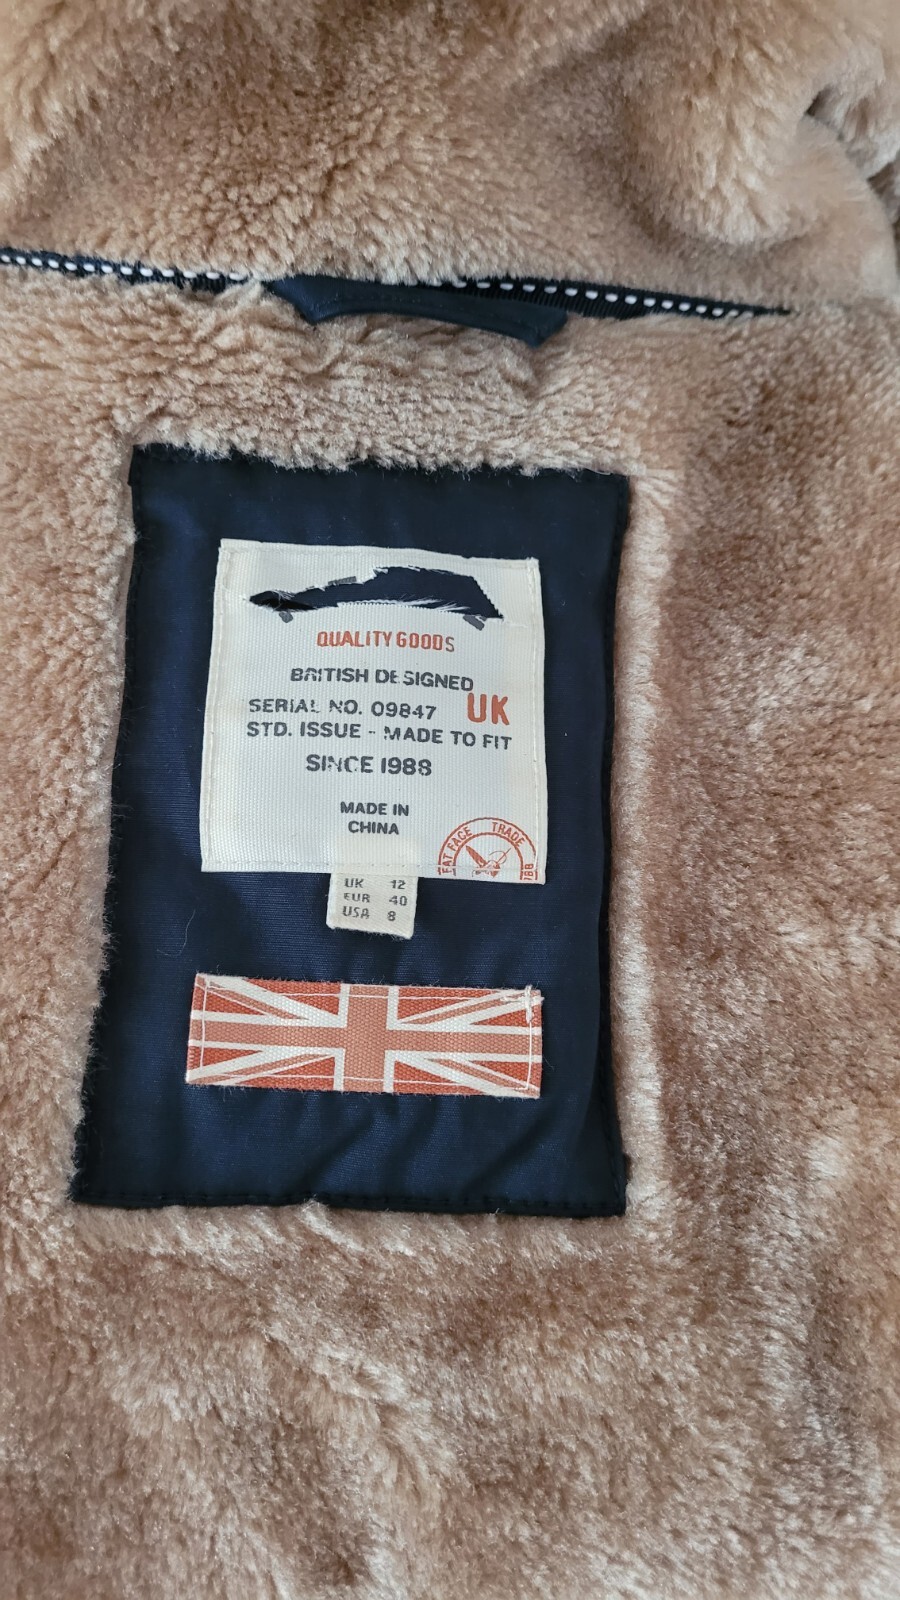 QUALITY GOODS
BRITISH DESIGNED
SERIAL NO. 09847 UK
STD. ISSUE - MADE TO FIT
SINCE 1988
MADE IN
CHINA
FAT FACE TRADE
UK 12
EUR 40
USA 8